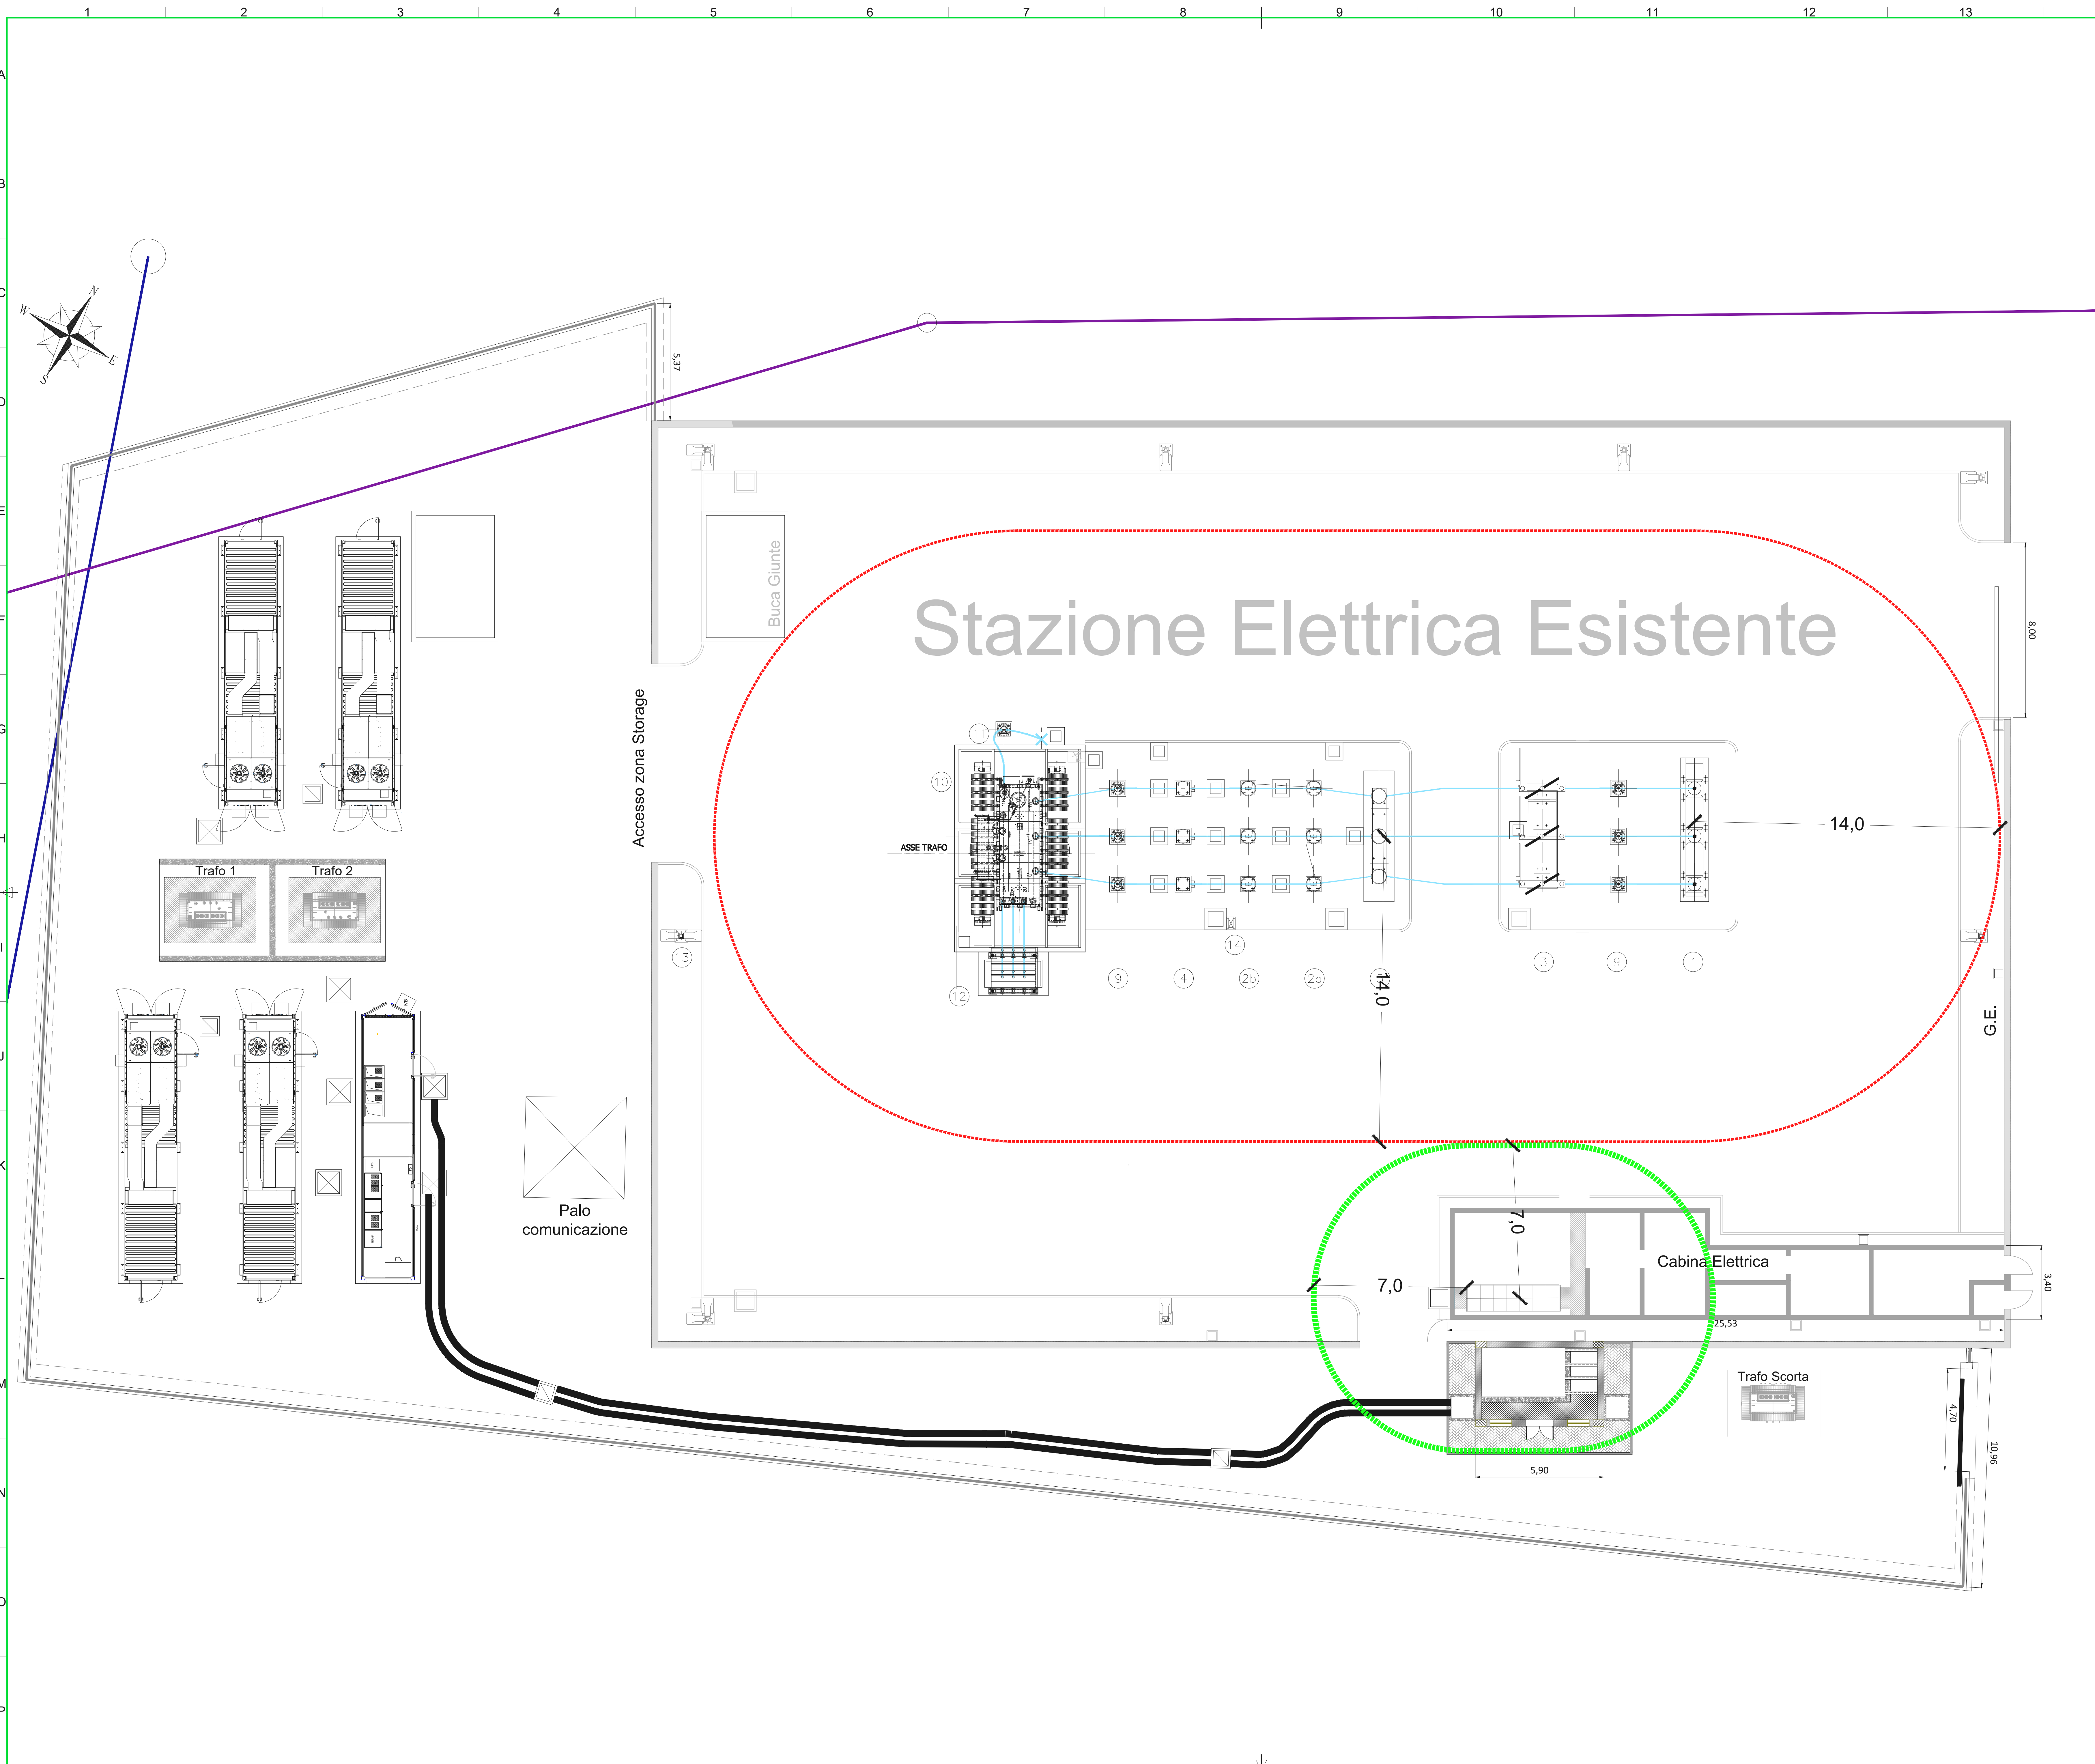 1 2 3 4 5 6 7 8 9 10 11 12 13
A
B
C
N
W
E
S
5,37
D
E
Buca Giunte
F
Stazione Elettrica Esistente
8,00
Accesso zona Storage
G
11
10
H
14,0
ASSE TRAFO
Trafo 1
Trafo 2
I
13
14
12
9
4
2b
2a
14,0
3
9
1
G.E.
J
K
Palo
comunicazione
7,0
Cabina Elettrica
L
7,0
3,40
25,53
M
Trafo Scorta
4,70
10,96
5,90
N
O
P